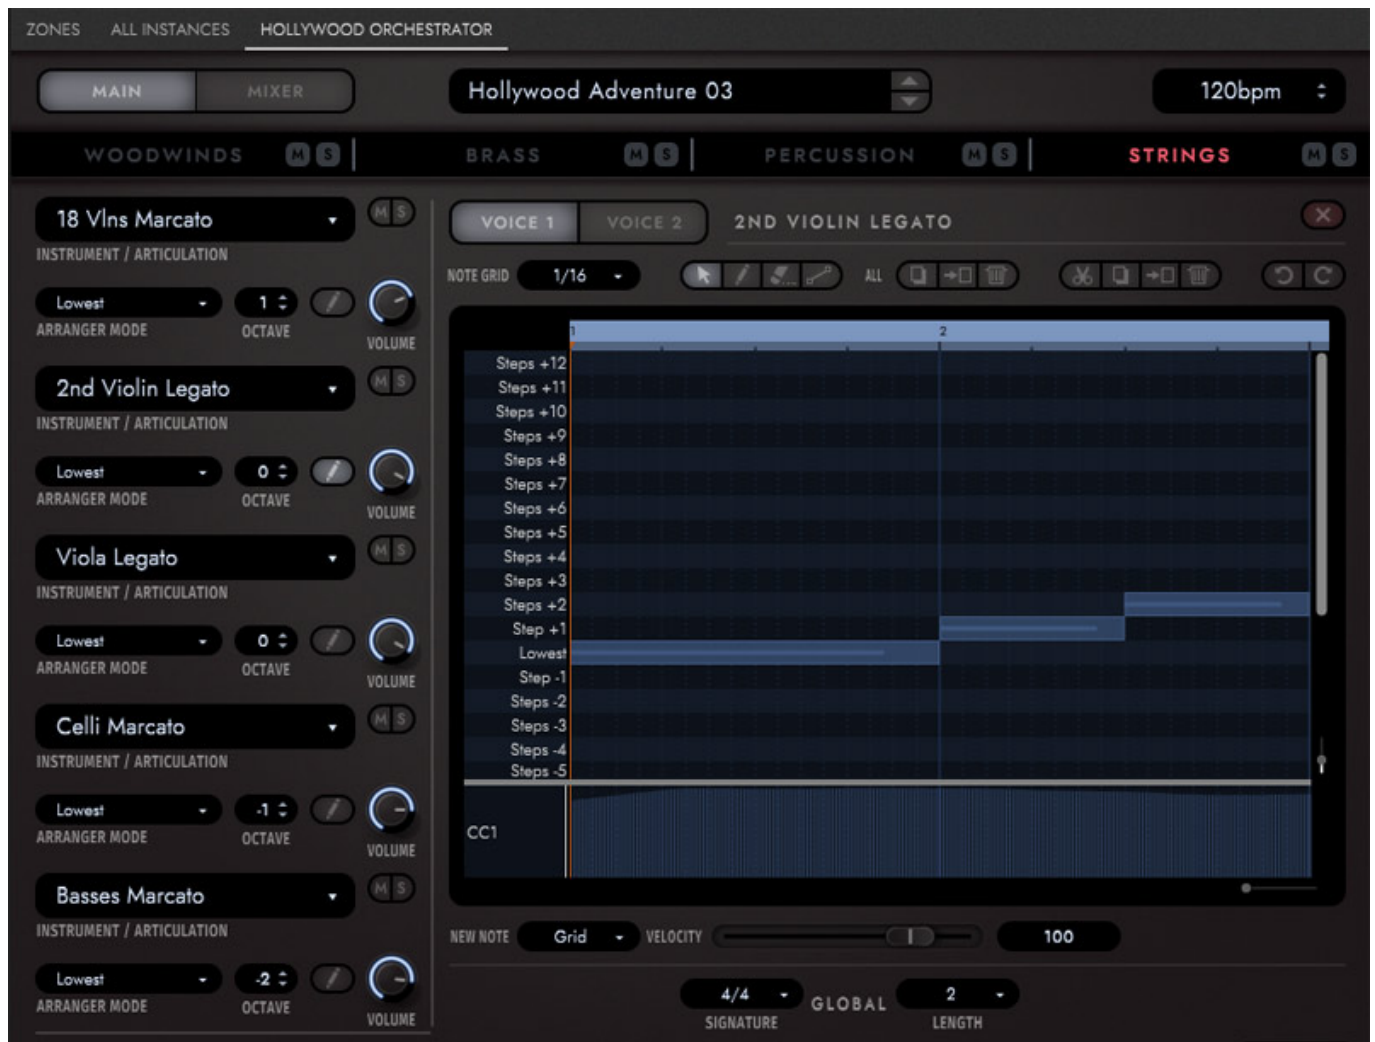 ZONES ALL INSTANCES HOLLYWOOD ORCHESTRATOR
MAIN MIXER Hollywood Adventure 03 120bpm
WOODWINDS M S BRASS M S PERCUSSION M S STRINGS M S
18 Vlns Marcato M S
INSTRUMENT / ARTICULATION
Lowest 1
ARRANGER MODE OCTAVE VOLUME
2nd Violin Legato M S
INSTRUMENT / ARTICULATION
Lowest 0
ARRANGER MODE OCTAVE VOLUME
Viola Legato M S
INSTRUMENT / ARTICULATION
Lowest 0
ARRANGER MODE OCTAVE VOLUME
Celli Marcato M S
INSTRUMENT / ARTICULATION
Lowest -1
ARRANGER MODE OCTAVE VOLUME
Basses Marcato M S
INSTRUMENT / ARTICULATION
Lowest -2
ARRANGER MODE OCTAVE VOLUME
VOICE 1 VOICE 2 2ND VIOLIN LEGATO
NOTE GRID 1/16 ALL
1 2
Steps +12
Steps +11
Steps +10
Steps +9
Steps +8
Steps +7
Steps +6
Steps +5
Steps +4
Steps +3
Steps +2
Step +1
Lowest
Step -1
Steps -2
Steps -3
Steps -4
Steps -5
CC1
NEW NOTE Grid VELOCITY 100
4/4 GLOBAL 2
SIGNATURE LENGTH